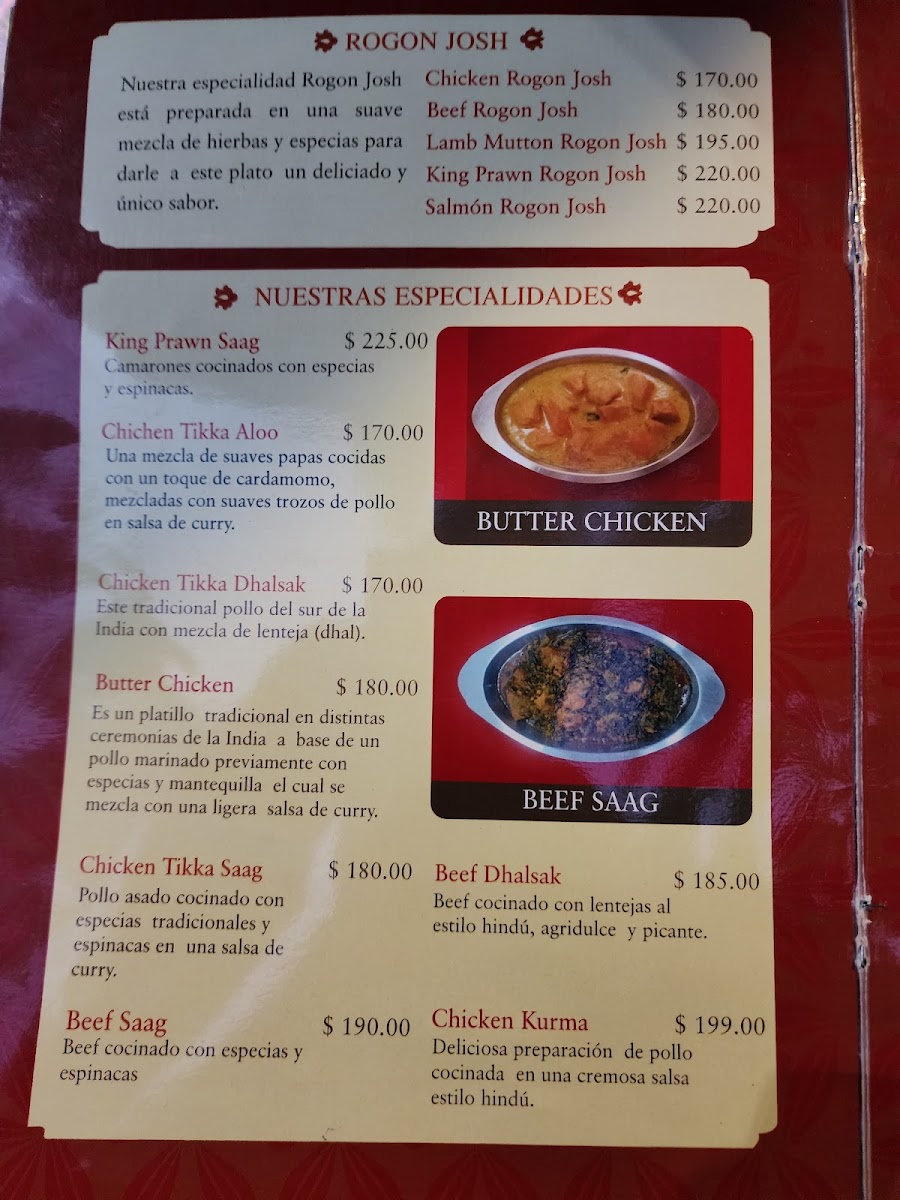 ROGON JOSH
Nuestra especialidad Rogon Josh
está preparada en una suave
mezcla de hierbas y especias para
darle a este plato un deliciado y
único sabor.
Chicken Rogon Josh $ 170.00
Beef Rogon Josh $ 180.00
Lamb Mutton Rogon Josh $ 195.00
King Prawn Rogon Josh $ 220.00
Salmón Rogon Josh $ 220.00
NUESTRAS ESPECIALIDADES
King Prawn Saag $ 225.00
Camarones cocinados con especias
y espinacas.
Chichen Tikka Aloo $ 170.00
Una mezcla de suaves papas cocidas
con un toque de cardamomo,
mezcladas con suaves trozos de pollo
en salsa de curry.
Chicken Tikka Dhalsak $ 170.00
Este tradicional pollo del sur de la
India con mezcla de lenteja (dhal).
Butter Chicken $ 180.00
Es un platillo tradicional en distintas
ceremonias de la India a base de un
pollo marinado previamente con
especias y mantequilla el cual se
mezcla con una ligera salsa de curry.
BUTTER CHICKEN
BEEF SAAG
Chicken Tikka Saag $ 180.00
Pollo asado cocinado con
especias tradicionales y
espinacas en una salsa de
curry.
Beef Dhalsak $ 185.00
Beef cocinado con lentejas al
estilo hindú, agridulce y picante.
Beef Saag $ 190.00
Beef cocinado con especias y
espinacas
Chicken Kurma $ 199.00
Deliciosa preparación de pollo
cocinada en una cremosa salsa
estilo hindú.